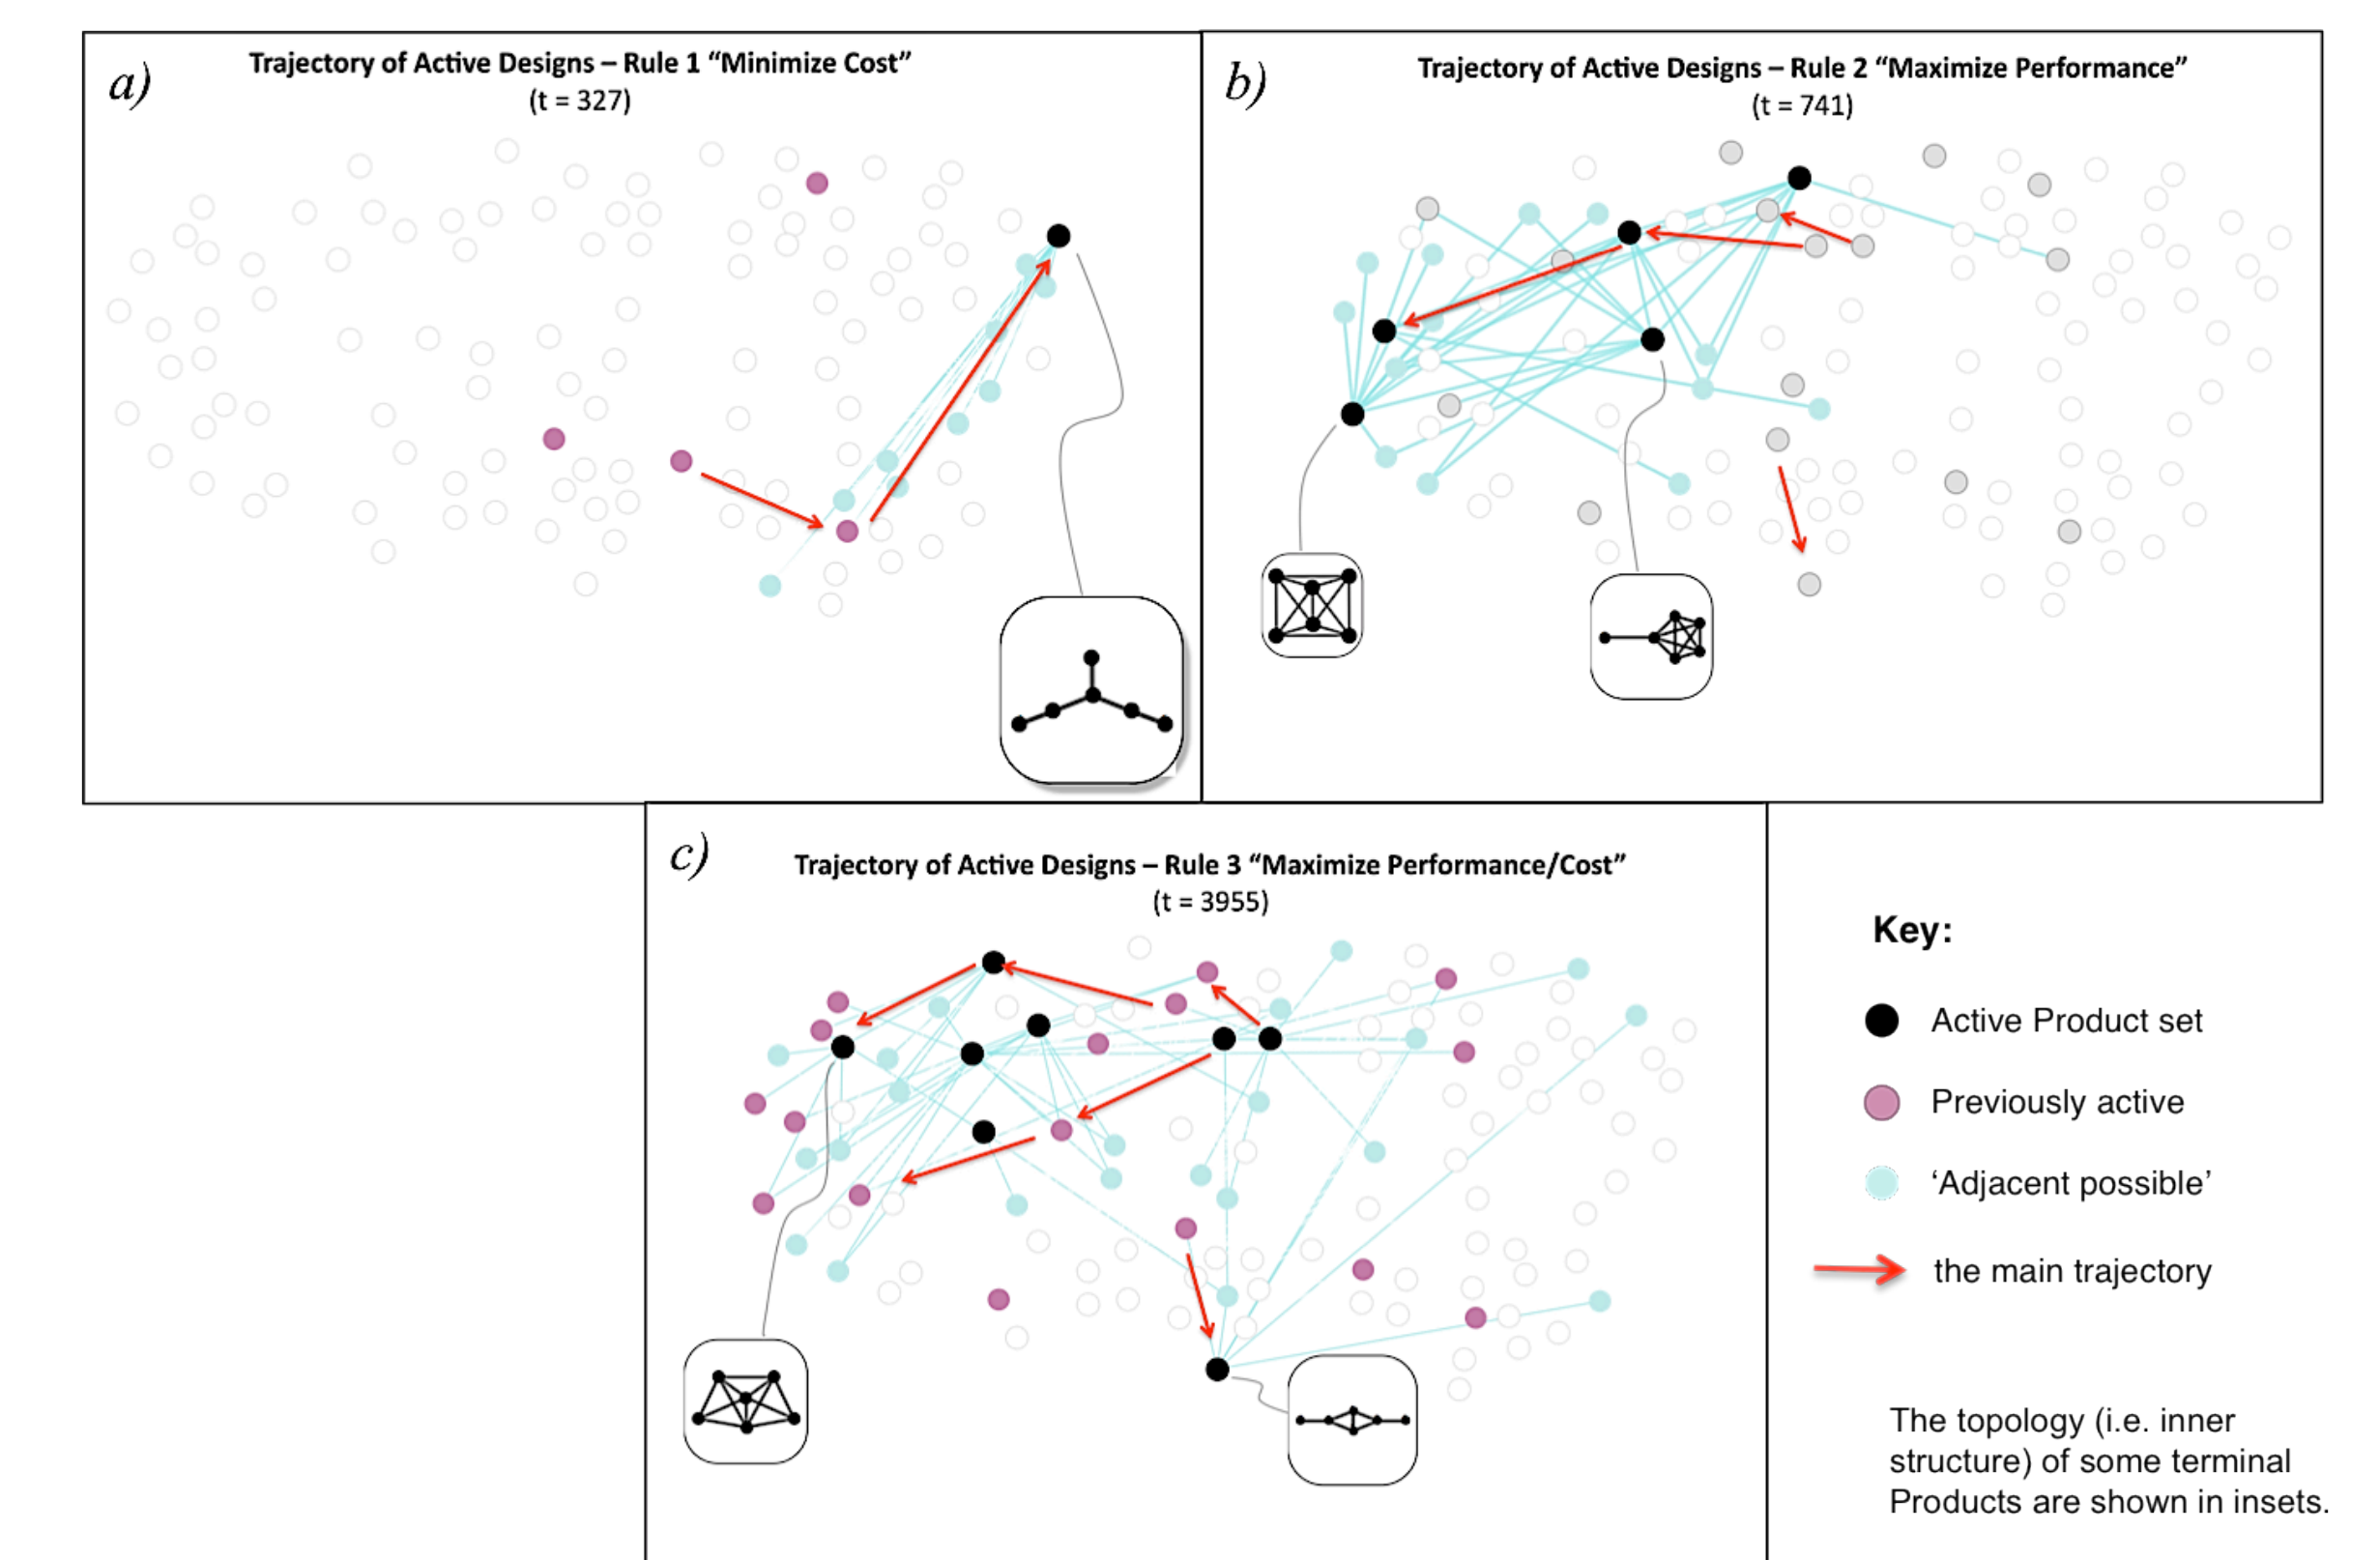 a)
Trajectory of Active Designs – Rule 1 “Minimize Cost”
(t = 327)
b)
Trajectory of Active Designs – Rule 2 “Maximize Performance”
(t = 741)
c)
Trajectory of Active Designs – Rule 3 “Maximize Performance/Cost”
(t = 3955)
Key:
Active Product set
Previously active
‘Adjacent possible’
the main trajectory
The topology (i.e. inner
structure) of some terminal
Products are shown in insets.